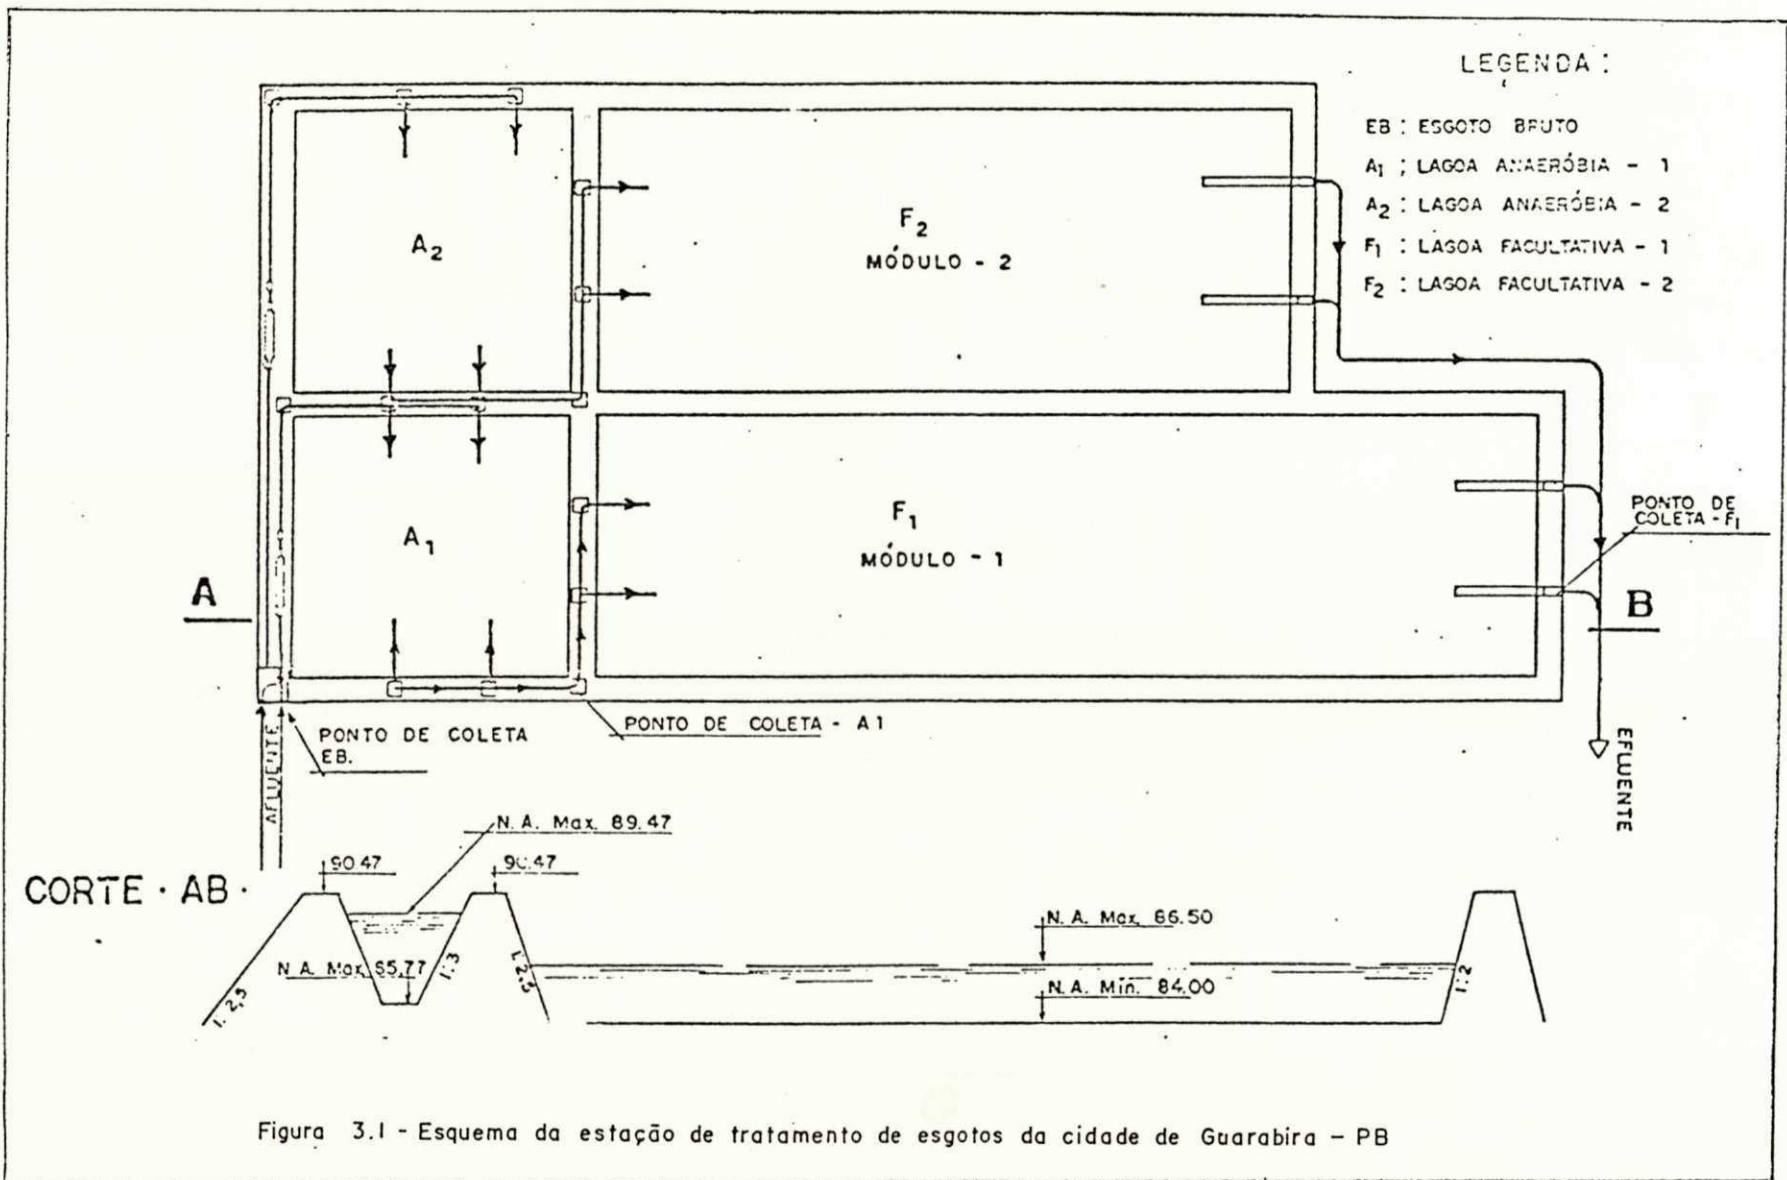 LEGENDA :
EB : ESGOTO BRUTO
A1 : LAGOA ANAERÓBIA - 1
A2 : LAGOA ANAERÓBIA - 2
F1 : LAGOA FACULTATIVA - 1
F2 : LAGOA FACULTATIVA - 2
A2
F2
MÓDULO - 2
A1
F1
MÓDULO - 1
PONTO DE
COLETA - F1
A
B
PONTO DE COLETA
EB.
PONTO DE COLETA - A1
AFLUENTE
EFLUENTE
N. A. Max. 89.47
90.47
90.47
CORTE · AB ·
N. A. Max. 86.50
N. A. Max.
N. A. Min. 84.00
1: 2,5
1:3
1:2.5
1:2
Figura 3.1 - Esquema da estação de tratamento de esgotos da cidade de Guarabira - PB